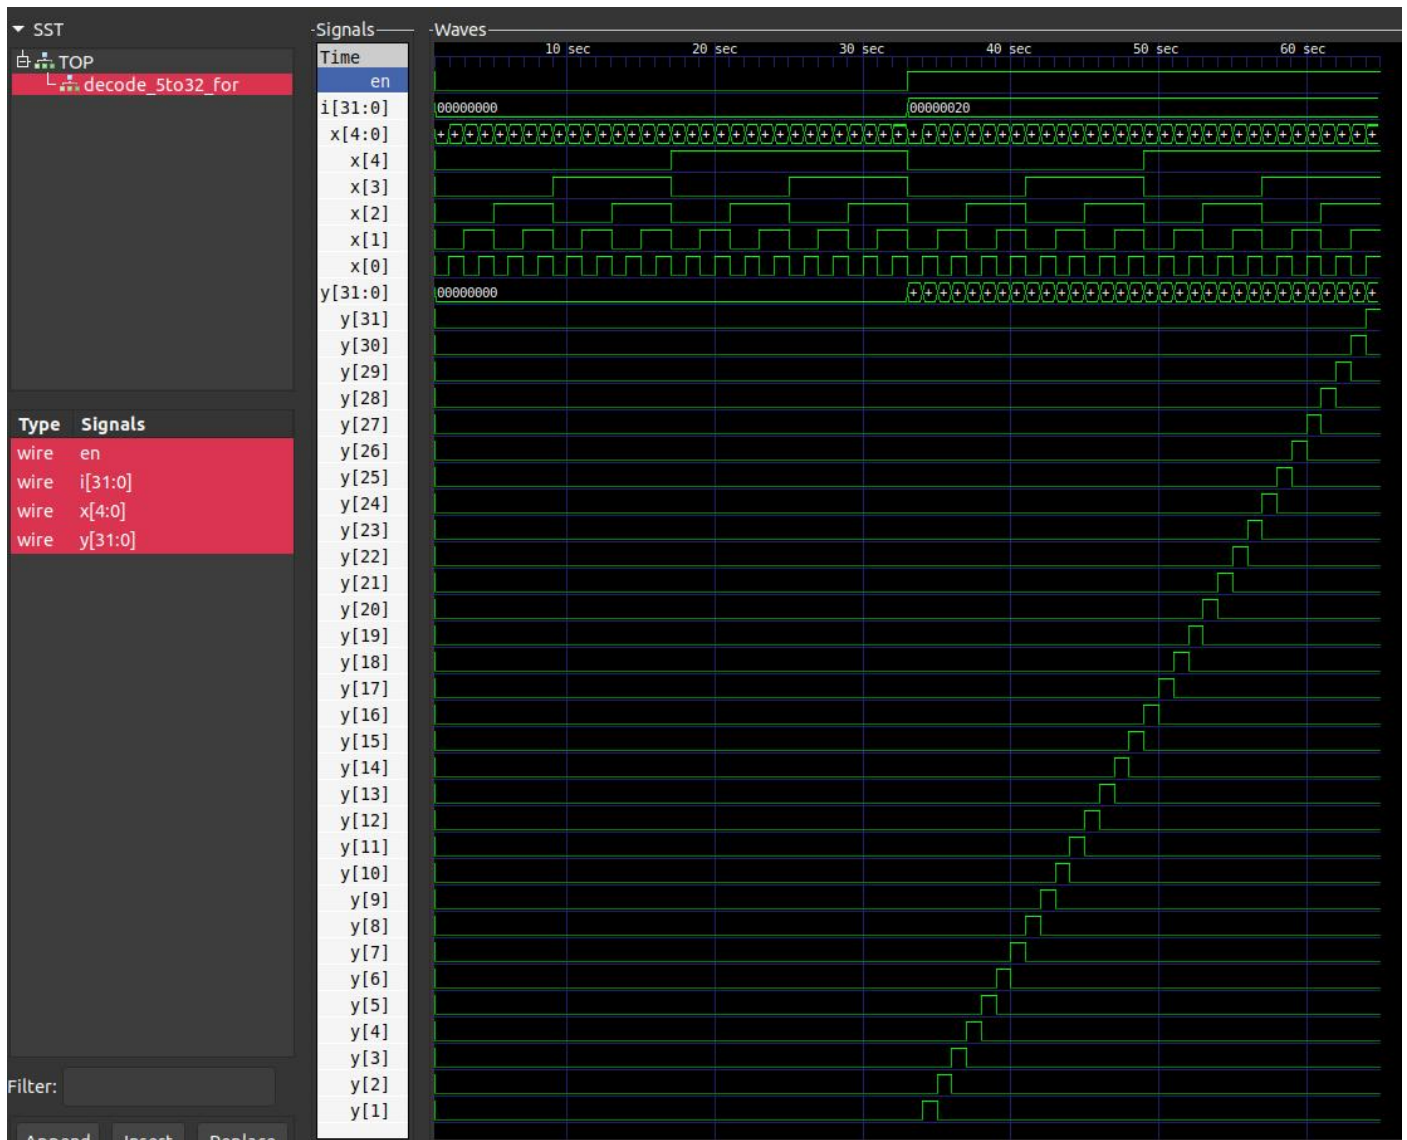 SST
TOP
decode_5to32_for
Type Signals
wire en
wire i[31:0]
wire x[4:0]
wire y[31:0]
Filter:
Append Insert Replace
Signals
Time
en
i[31:0]
x[4:0]
x[4]
x[3]
x[2]
x[1]
x[0]
y[31:0]
y[31]
y[30]
y[29]
y[28]
y[27]
y[26]
y[25]
y[24]
y[23]
y[22]
y[21]
y[20]
y[19]
y[18]
y[17]
y[16]
y[15]
y[14]
y[13]
y[12]
y[11]
y[10]
y[9]
y[8]
y[7]
y[6]
y[5]
y[4]
y[3]
y[2]
y[1]
Waves
10 sec 20 sec 30 sec 40 sec 50 sec 60 sec
00000000 00000020
00000000